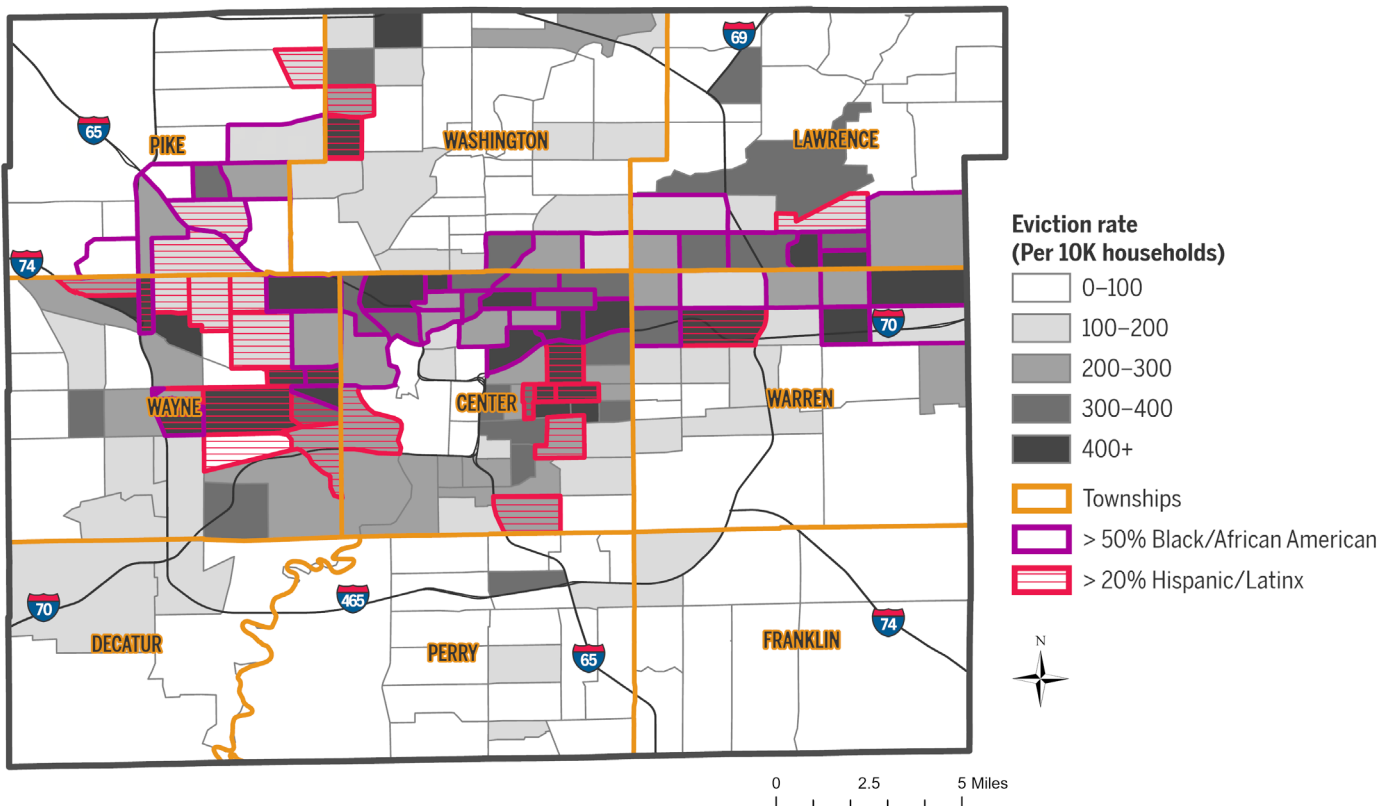 69
65
PIKE
WASHINGTON
LAWRENCE
74
70
WAYNE
CENTER
WARREN
70
465
DECATUR
PERRY
65
FRANKLIN
74
Eviction rate
(Per 10K households)
0–100
100–200
200–300
300–400
400+
Townships
> 50% Black/African American
> 20% Hispanic/Latinx
N
0 2.5 5 Miles